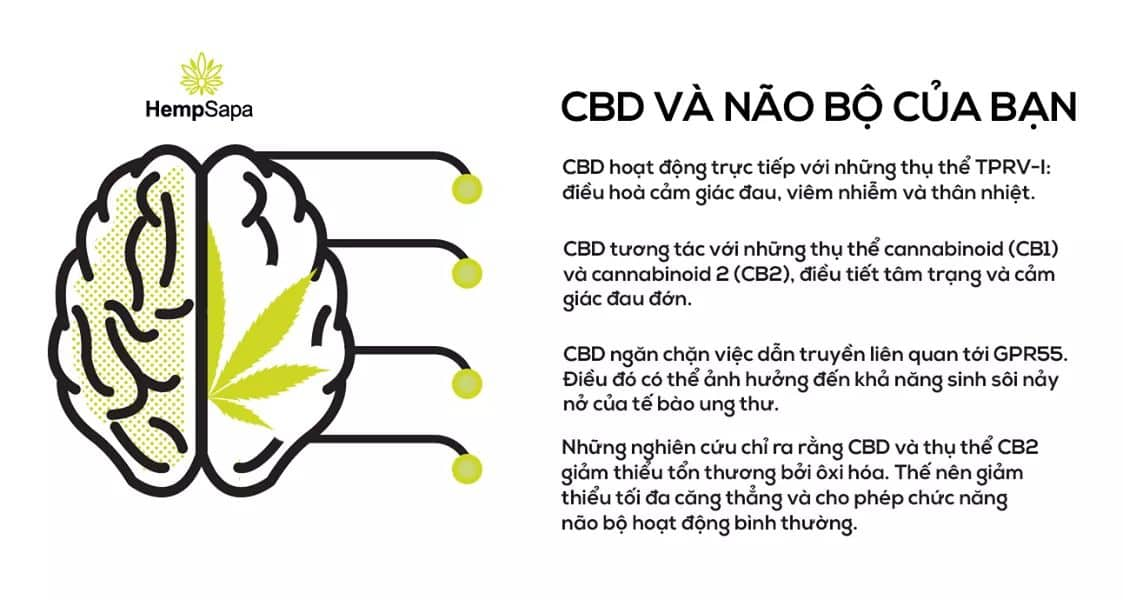 HempSapa
CBD VÀ NÃO BỘ CỦA BẠN
CBD hoạt động trực tiếp với những thụ thể TPRV-I:
điều hoà cảm giác đau, viêm nhiễm và thân nhiệt.
CBD tương tác với những thụ thể cannabinoid (CB1)
và cannabinoid 2 (CB2), điều tiết tâm trạng và cảm
giác đau đớn.
CBD ngăn chặn việc dẫn truyền liên quan tới GPR55.
Điều đó có thể ảnh hưởng đến khả năng sinh sôi nảy
nở của tế bào ung thư.
Những nghiên cứu chỉ ra rằng CBD và thụ thể CB2
giảm thiểu tổn thương bởi ôxi hóa. Thế nên giảm
thiểu tối đa căng thẳng và cho phép chức năng
não bộ hoạt động bình thường.